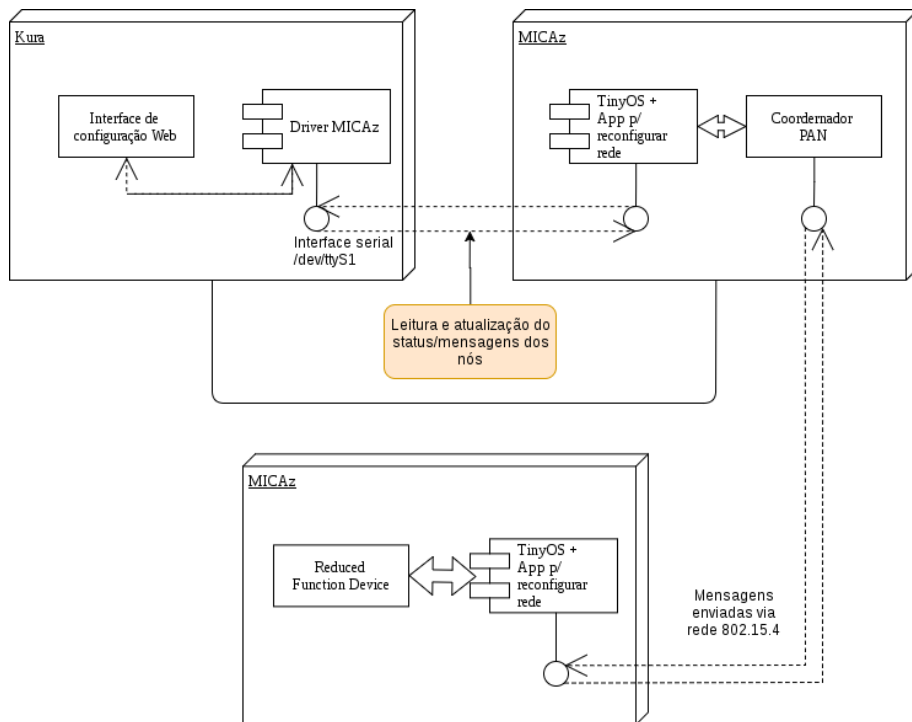 Kura
Interface de
configuração Web
Driver MICAz
Interface serial
/dev/ttyS1
MICAz
TinyOS +
App p/
reconfigurar
rede
Coordernador
PAN
Leitura e atualização do
status/mensagens dos
nós
MICAz
Reduced
Function Device
TinyOS +
App p/
reconfigurar
rede
Mensagens
enviadas via
rede 802.15.4